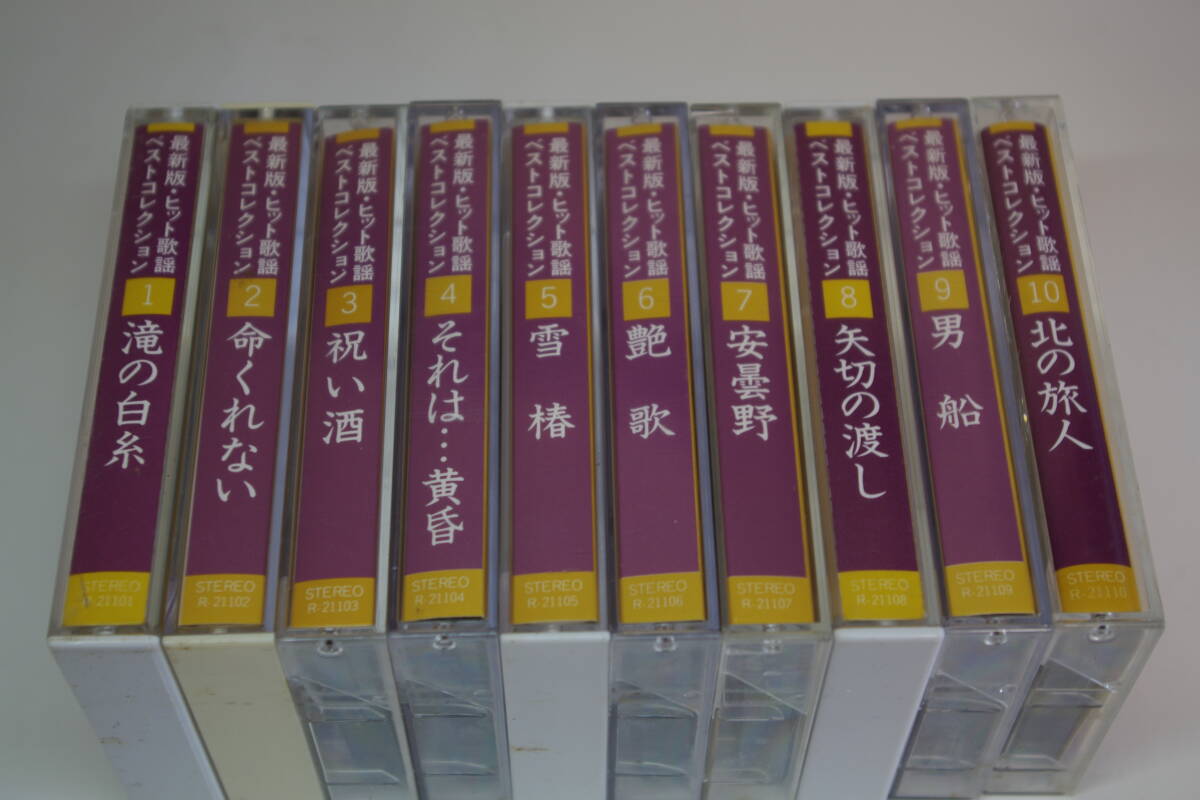 最新版・ヒット歌謡
ベストコレクション
1
滝の白糸
STEREO
R-21101
最新版・ヒット歌謡
ベストコレクション
2
命くれない
STEREO
R-21102
最新版・ヒット歌謡
ベストコレクション
3
祝い酒
STEREO
R-21103
最新版・ヒット歌謡
ベストコレクション
4
それは…黄昏
STEREO
R-21104
最新版・ヒット歌謡
ベストコレクション
5
雪椿
STEREO
R-21105
最新版・ヒット歌謡
ベストコレクション
6
艶歌
STEREO
R-21106
最新版・ヒット歌謡
ベストコレクション
7
安曇野
STEREO
R-21107
最新版・ヒット歌謡
ベストコレクション
8
矢切の渡し
STEREO
R-21108
最新版・ヒット歌謡
ベストコレクション
9
男船
STEREO
R-21109
最新版・ヒット歌謡
ベストコレクション
10
北の旅人
STEREO
R-21110